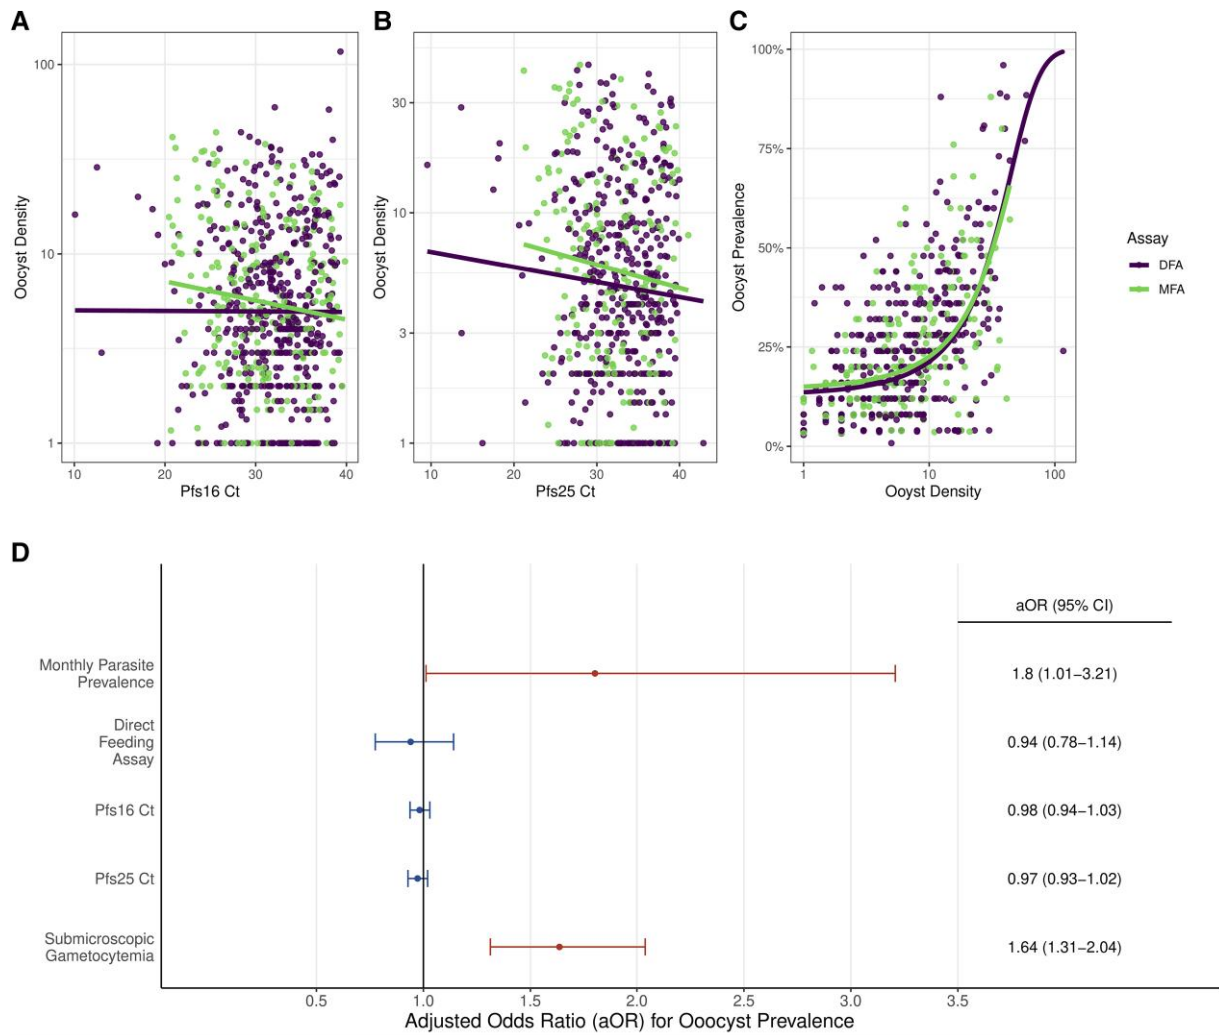 A
B
C
100
10
1
Ooocyst Density
10
20
30
40
Pfs16 Ct
30
10
3
1
Ooocyst Density
10
20
30
40
Pfs25 Ct
100%
75%
50%
25%
0%
Oocyst Prevalence
1
10
100
Ooyst Density
Assay
DFA
MFA
D
aOR (95% CI)
Monthly Parasite
Prevalence
1.8 (1.01–3.21)
Direct
Feeding
Assay
0.94 (0.78–1.14)
Pfs16 Ct
0.98 (0.94–1.03)
Pfs25 Ct
0.97 (0.93–1.02)
Submicroscopic
Gametocytemia
1.64 (1.31–2.04)
0.5
1.0
1.5
2.0
2.5
3.0
3.5
Adjusted Odds Ratio (aOR) for Ooocyst Prevalence